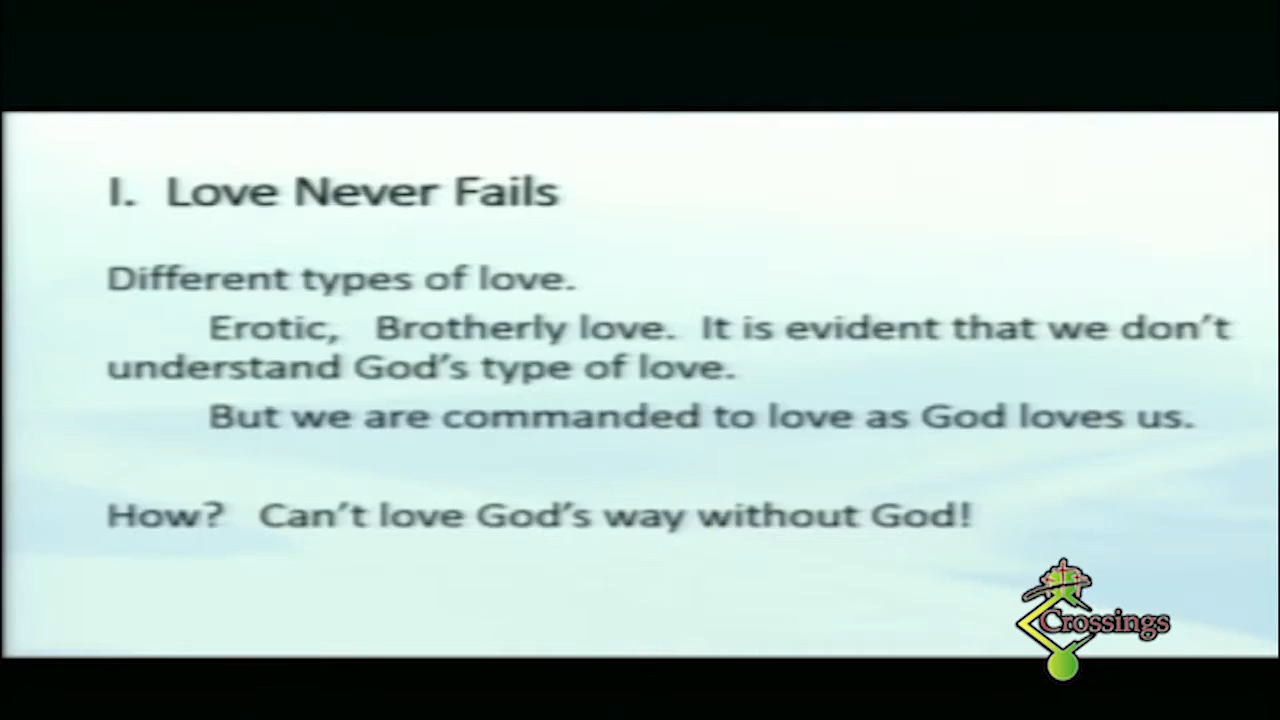 I. Love Never Fails
Different types of love.
Erotic, Brotherly love. It is evident that we don't
understand God's type of love.
But we are commanded to love as God loves us.
How? Can't love God's way without God!
Crossings